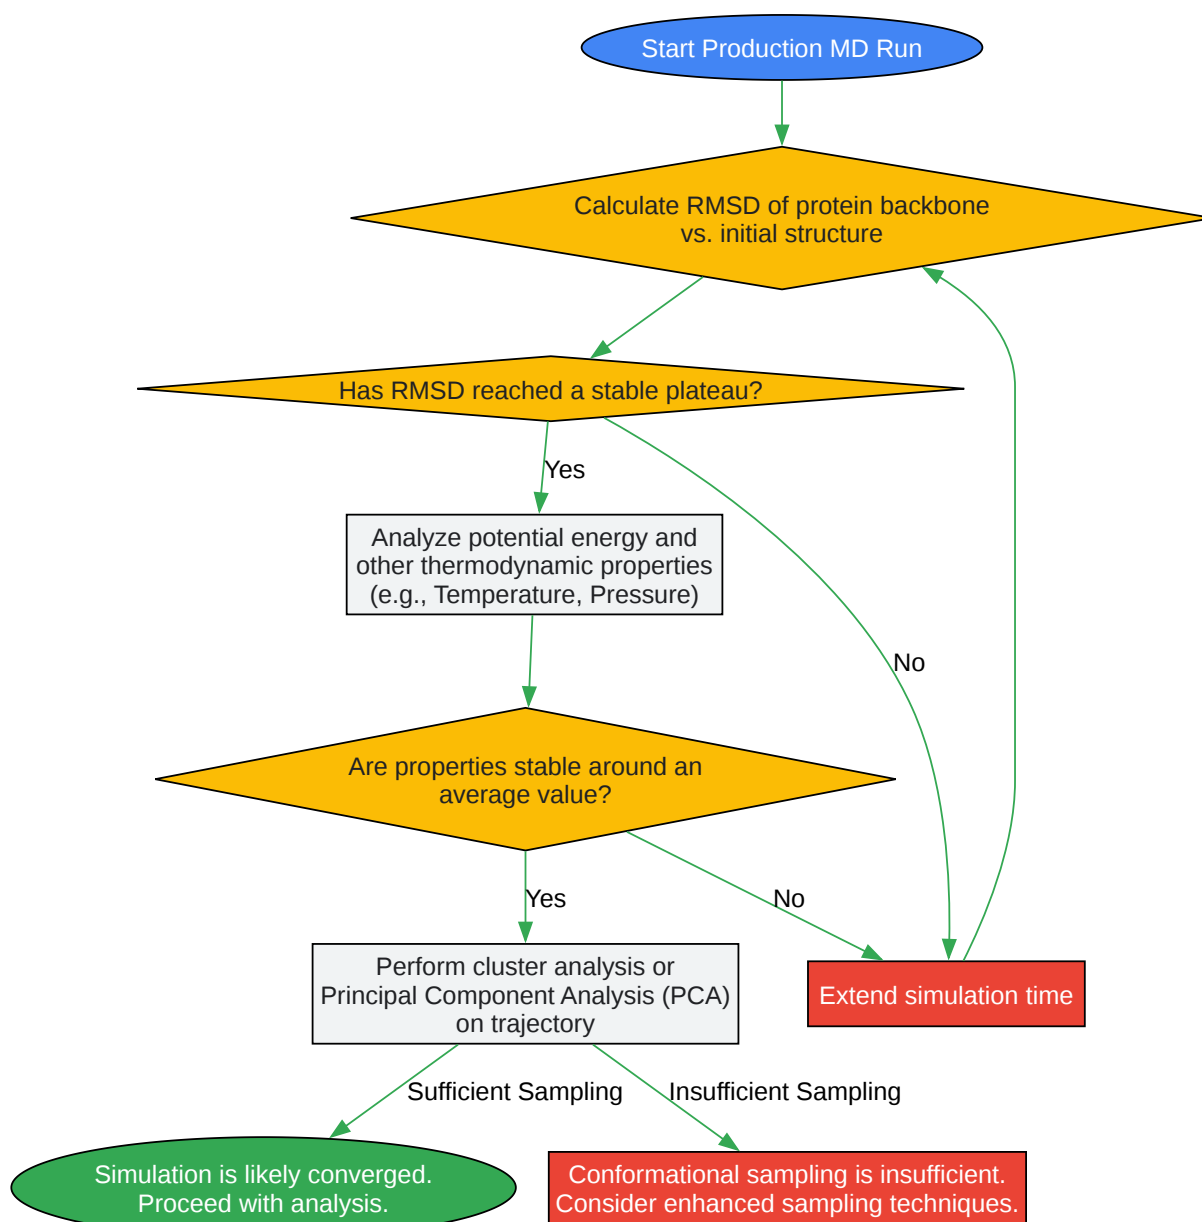 Start Production MD Run
Calculate RMSD of protein backbone
vs. initial structure
Has RMSD reached a stable plateau?
Yes
Analyze potential energy and
other thermodynamic properties
(e.g., Temperature, Pressure)
No
Are properties stable around an
average value?
Yes
No
Perform cluster analysis or
Principal Component Analysis (PCA)
on trajectory
Extend simulation time
Sufficient Sampling
Insufficient Sampling
Simulation is likely converged.
Proceed with analysis.
Conformational sampling is insufficient.
Consider enhanced sampling techniques.